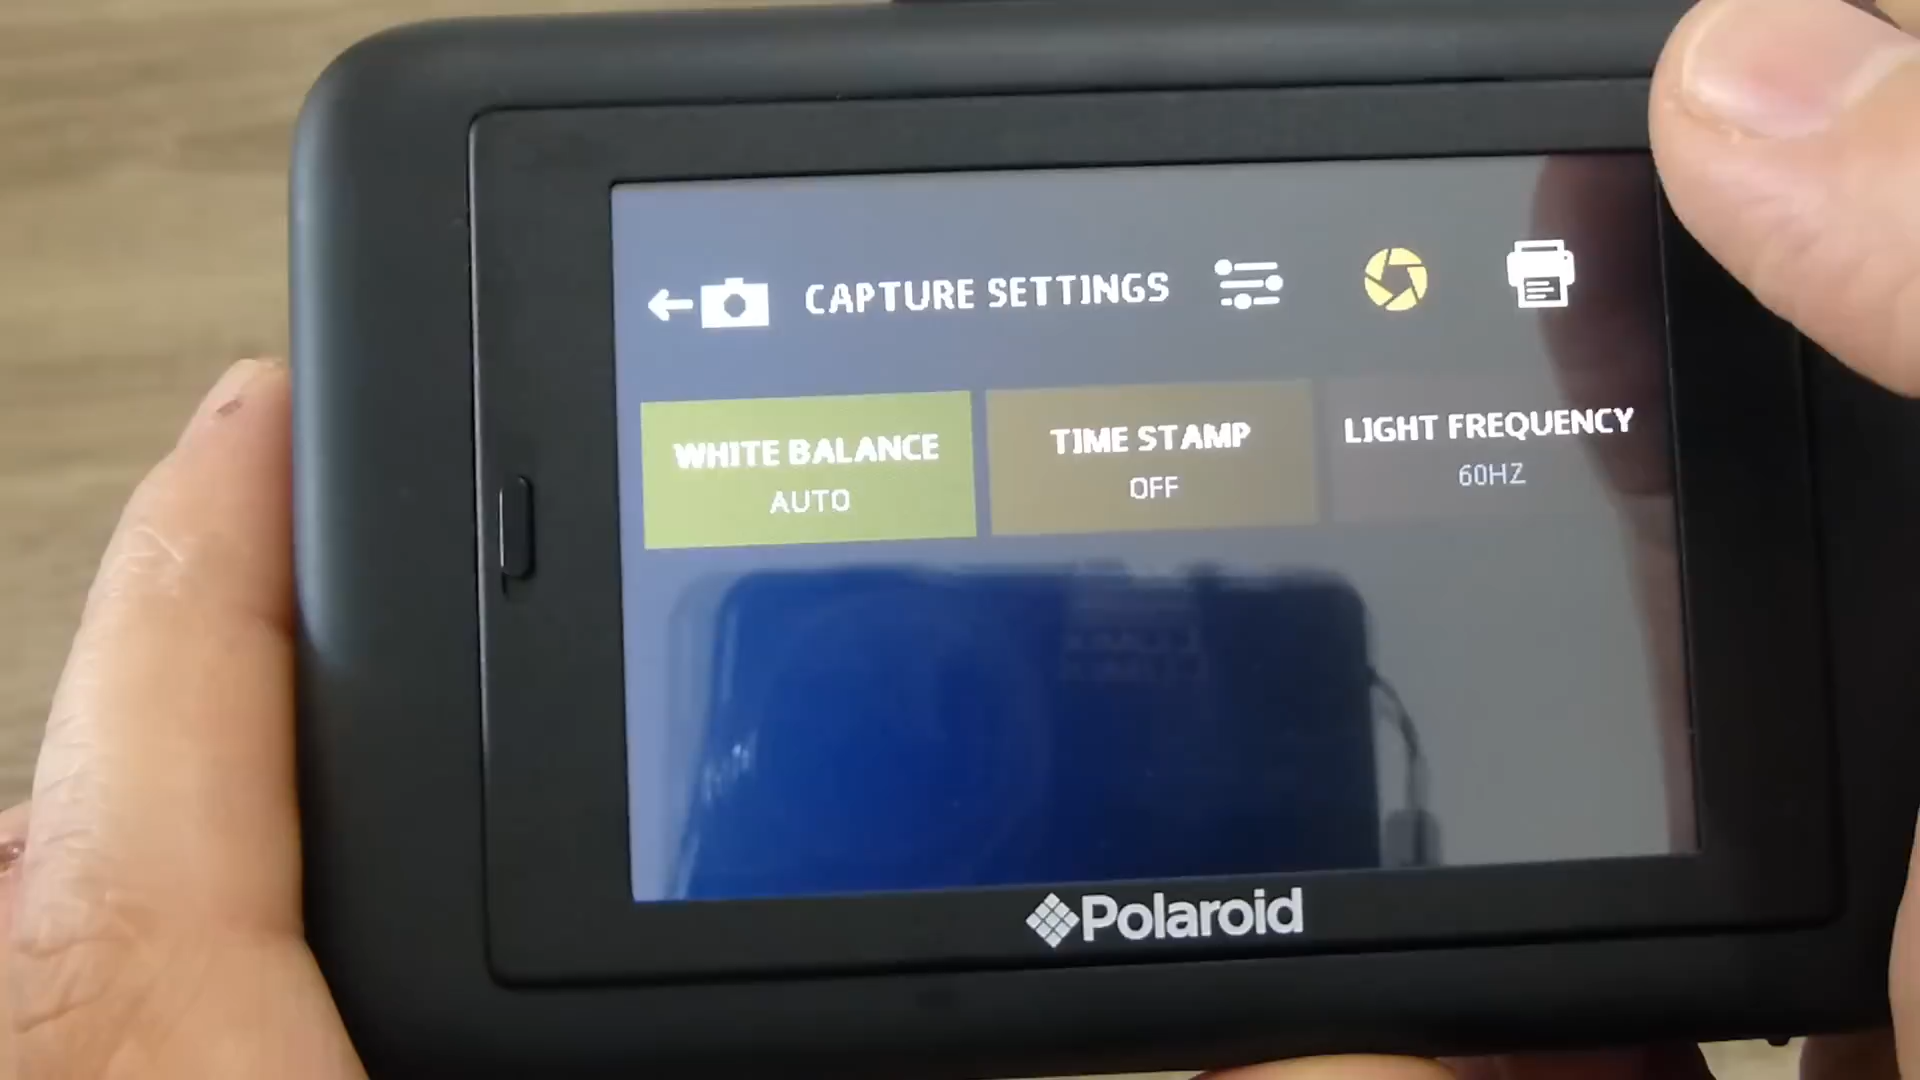 CAPTURE SETTINGS
WHITE BALANCE
AUTO
TIME STAMP
OFF
LIGHT FREQUENCY
60HZ
Polaroid